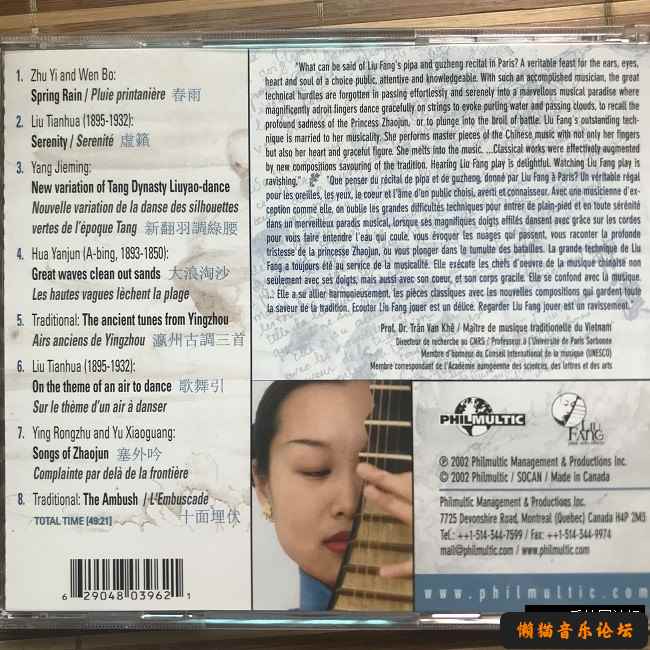 1. Zhu Yi and Wen Bo:
Spring Rain / Pluie printanière 春雨
2. Liu Tianhua (1895-1932):
Serenity / Serenité 虛籟
3. Yang Jieming:
New variation of Tang Dynasty Liuyao-dance
Nouvelle variation de la danse des silhouettes
vertes de l'époque Tang 新翻羽調綠腰
4. Hua Yanjun (A-bing, 1893-1850):
Great waves clean out sands 大浪淘沙
Les hautes vagues lèchent la plage
5. Traditional: The ancient tunes from Yingzhou
Airs anciens de Yingzhou 瀛州古調三首
6. Liu Tianhua (1895-1932):
On the theme of an air to dance 歌舞引
Sur le thème d'un air à danser
7. Ying Rongzhu and Yu Xiaoguang:
Songs of Zhaojun 塞外吟
Complainte par delà de la frontière
8. Traditional: The Ambush / L'Embuscade
十面埋伏
TOTAL TIME [49:21]
6 29048 03962 1
"What can be said of Liu Fang's pipa and guzheng recital in Paris? A veritable feast for the ears, eyes,
heart and soul of a choice public, attentive and knowledgeable. With such an accomplished musician, the great
technical hurdles are forgotten in passing effortlessly and serenely into a marvellous musical paradise where
magnificently adroit fingers dance gracefully on strings to evoke purling water and passing clouds, to recall the
profound sadness of the Princess Zhaojun, or to plunge into the broil of battle. Liu Fang's outstanding tech-
nique is married to her musicality. She performs master pieces of the Chinese music with not only her fingers
but also her heart and graceful figure. She melts into the music. ...Classical works were effectively augmented
by new compositions savouring of the tradition. Hearing Liu Fang play is delightful. Watching Liu Fang play is
ravishing." "Que penser du récital de pipa et de guzheng, donné par Liu Fang à Paris? Un véritable régal
pour les oreilles, les yeux, le coeur et l'âme d'un public choisi, averti et connaisseur. Avec une musicienne d'ex-
ception comme elle, on oublie les grandes difficultés techniques pour entrer de plain-pied et en toute sérénité
dans un merveilleux paradis musical, lorsque ses magnifiques doigts effilés dansent avec grâce sur les cordes
pour vous faire entendre l'eau qui coule, vous évoquer les nuages qui passent, vous raconter la profonde
tristesse de la princesse Zhaojun, ou vous plonger dans le tumulte des batailles. La grande technique de Liu
Fang a toujours été au service de la musicalité. Elle exécute les chefs d'oeuvre de la musique chinoise non
seulement avec ses doigts, mais aussi avec son coeur, et son corps gracile. Elle se confond avec la musique.
... Elle a su allier harmonieusement, les pièces classiques avec les nouvelles compositions qui gardent toute
la saveur de la tradition. Ecouter Liu Fang jouer est un délice. Regarder Liu Fang jouer est un ravissement."
Prof. Dr. Trân Van Khê / Maître de musique traditionelle du Vietnam
Directeur de recherche au CNRS / Professeur à l'Université de Paris Sorbonne
Membre d'honneur du Conseil International de la musique (UNESCO)
Membre correspondant de l'Académie européenne des sciences, des lettres et des arts
PHILMULTIC
LIU FANG
℗ 2002 Philmultic Management & Productions Inc.
© 2002 Philmultic / SOCAN / Made in Canada
Philmultic Management & Productions Inc.
7725 Devonshire Road, Montreal (Quebec) Canada H4P 2M5
Tel.: ++1-514-344-7599 / Fax: ++1-514-344-9974
mail@philmultic.com / www.philmultic.com
www.philmultic.com
懒猫音乐论坛